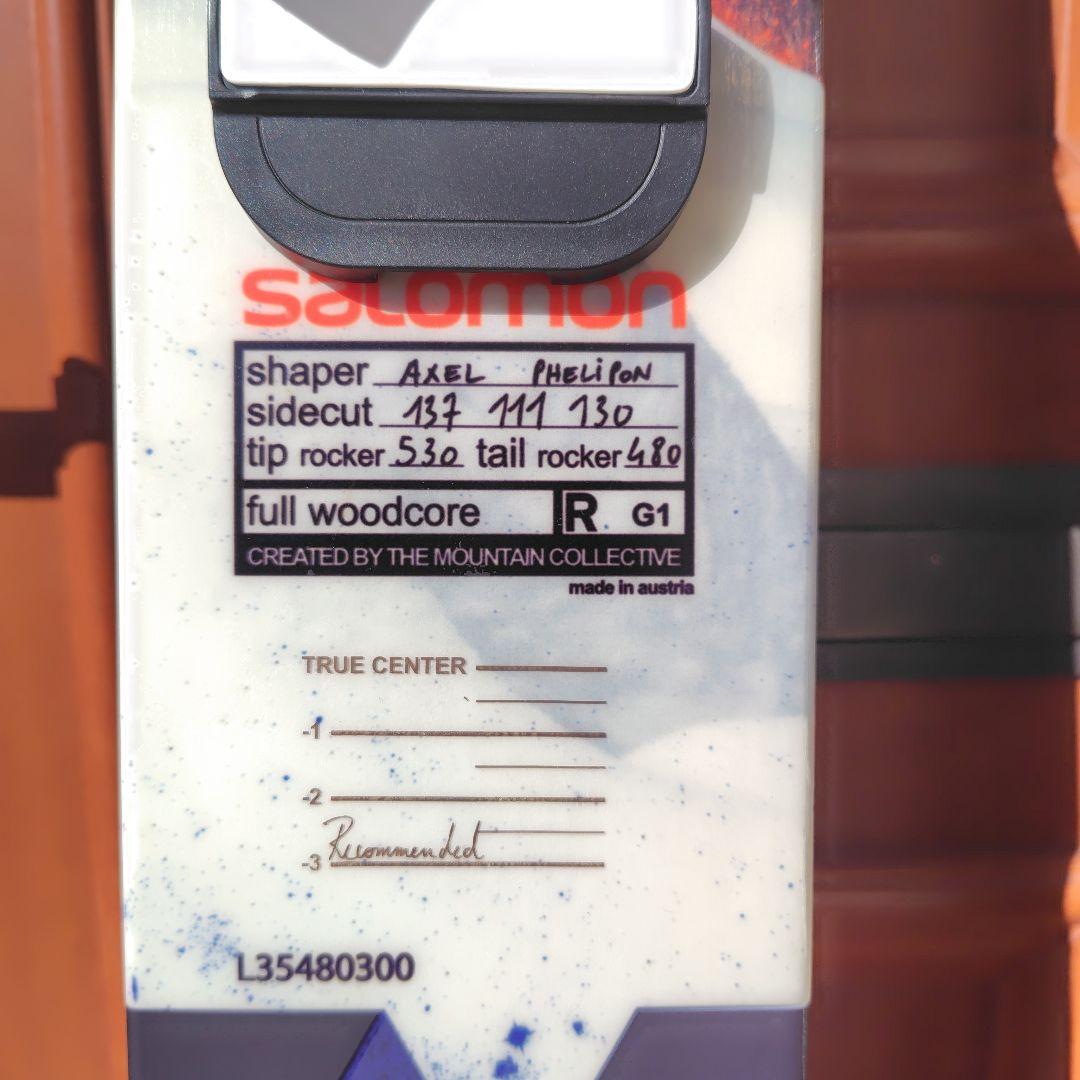 salomon
shaper AXEL PHELIPON
sidecut 137 111 130
tip rocker 530 tail rocker 480
full woodcore R G1
CREATED BY THE MOUNTAIN COLLECTIVE
made in austria
TRUE CENTER
-1
-2
Recommended
-3
L35480300